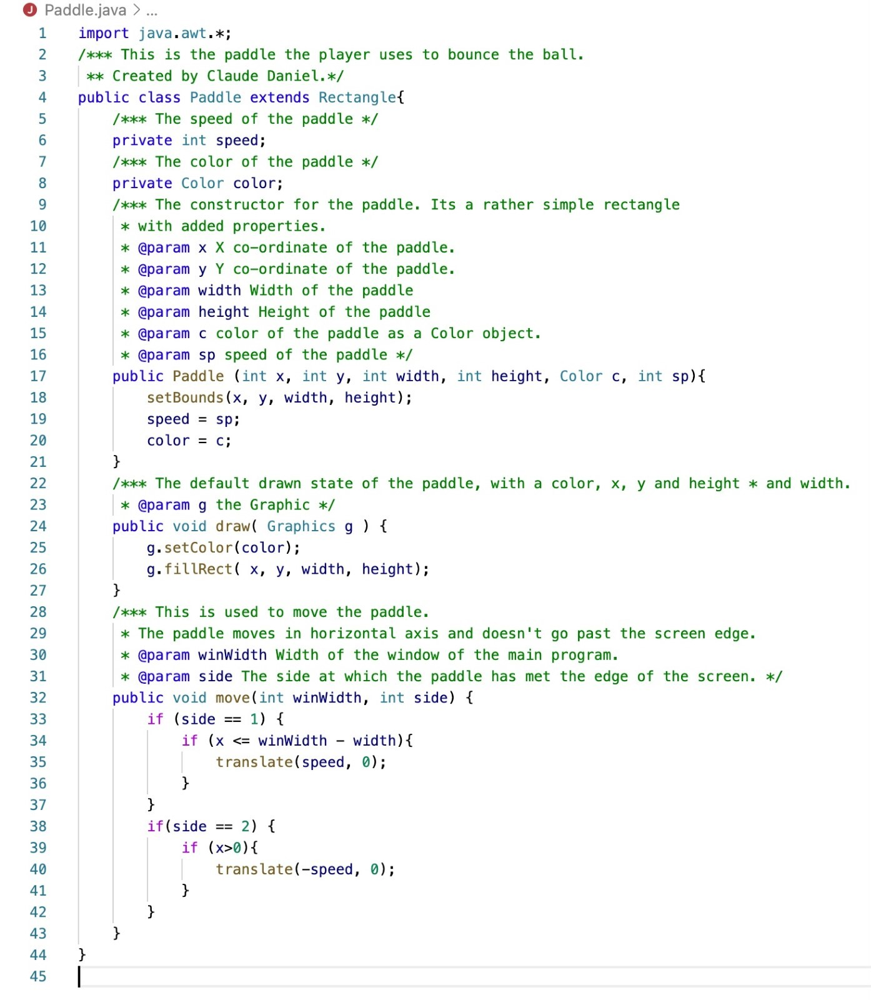 Paddle.java > ...
1 import java.awt.*;
2 /*** This is the paddle the player uses to bounce the ball.
3  ** Created by Claude Daniel.*/
4 public class Paddle extends Rectangle{
5     /*** The speed of the paddle */
6     private int speed;
7     /*** The color of the paddle */
8     private Color color;
9     /*** The constructor for the paddle. Its a rather simple rectangle
10      * with added properties.
11      * @param x X co-ordinate of the paddle.
12      * @param y Y co-ordinate of the paddle.
13      * @param width Width of the paddle
14      * @param height Height of the paddle
15      * @param c color of the paddle as a Color object.
16      * @param sp speed of the paddle */
17     public Paddle (int x, int y, int width, int height, Color c, int sp){
18         setBounds(x, y, width, height);
19         speed = sp;
20         color = c;
21     }
22     /*** The default drawn state of the paddle, with a color, x, y and height * and width.
23      * @param g the Graphic */
24     public void draw( Graphics g ) {
25         g.setColor(color);
26         g.fillRect( x, y, width, height);
27     }
28     /*** This is used to move the paddle.
29      * The paddle moves in horizontal axis and doesn't go past the screen edge.
30      * @param winWidth Width of the window of the main program.
31      * @param side The side at which the paddle has met the edge of the screen. */
32     public void move(int winWidth, int side) {
33         if (side == 1) {
34             if (x <= winWidth - width){
35                 translate(speed, 0);
36             }
37         }
38         if(side == 2) {
39             if (x>0){
40                 translate(-speed, 0);
41             }
42         }
43     }
44 }
45